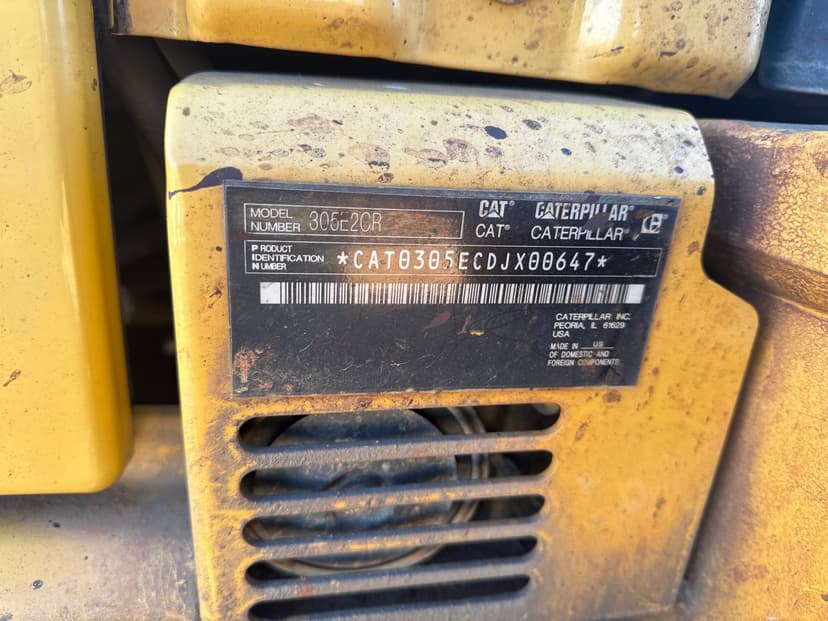 MODEL NUMBER 305E2CR
CAT® CATERPILLAR®
CAT® CATERPILLAR®
PRODUCT IDENTIFICATION NUMBER *CAT0305ECDJX00647*
CATERPILLAR INC.
PEORIA, IL 61629
USA
MADE IN US
OF DOMESTIC AND
FOREIGN COMPONENTS